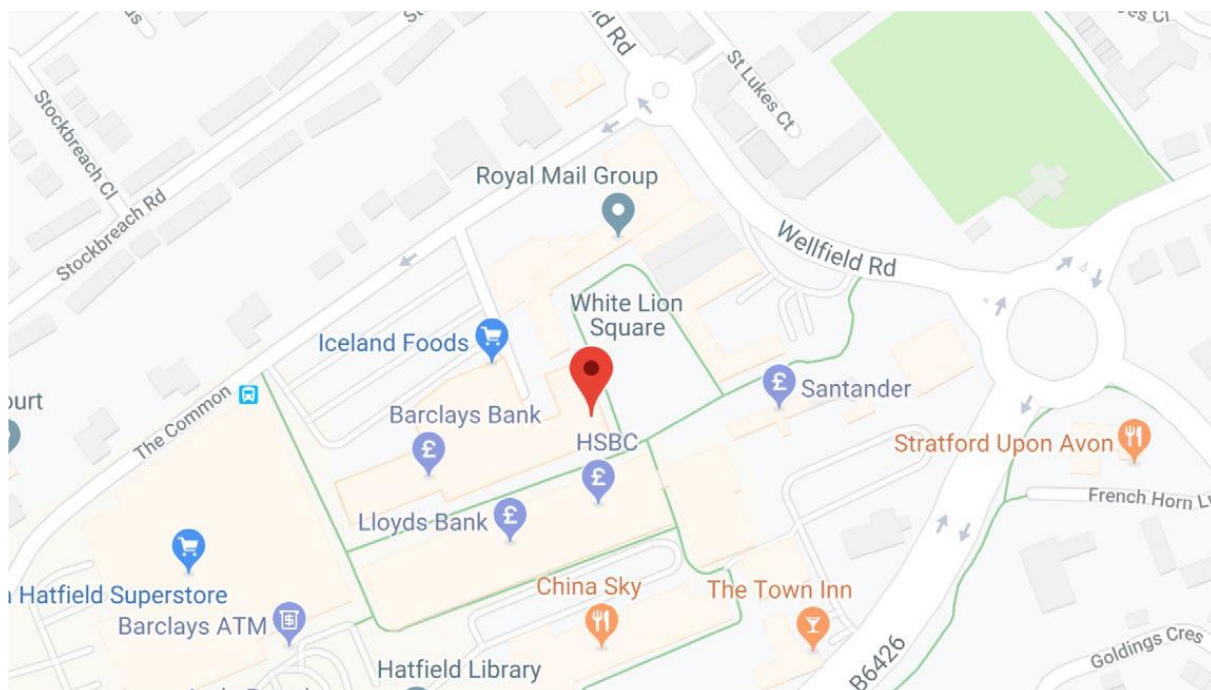 St Lukes Ct
Stockbreach Cl
Stockbreach Rd
Royal Mail Group
Wellfield Rd
White Lion
Square
Iceland Foods
Santander
ourt
The Common
Barclays Bank
HSBC
Stratford Upon Avon
French Horn L
Lloyds Bank
Hatfield Superstore
China Sky
The Town Inn
Barclays ATM
B6426
Goldings Cres
Hatfield Library